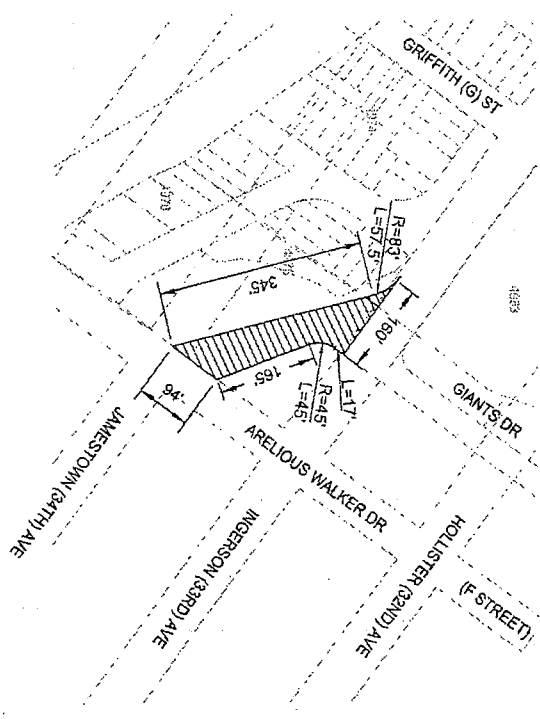 GRIFFITH (G) ST
R=83'
L=57.5'
345'
160'
GIANTS DR
L=17'
R=45'
L=45'
165'
94'
ARELIOUS WALKER DR
JAMESTOWN (34TH) AVE
INGERSON (33RD) AVE
HOLLISTER (32ND) AVE
(F STREET)